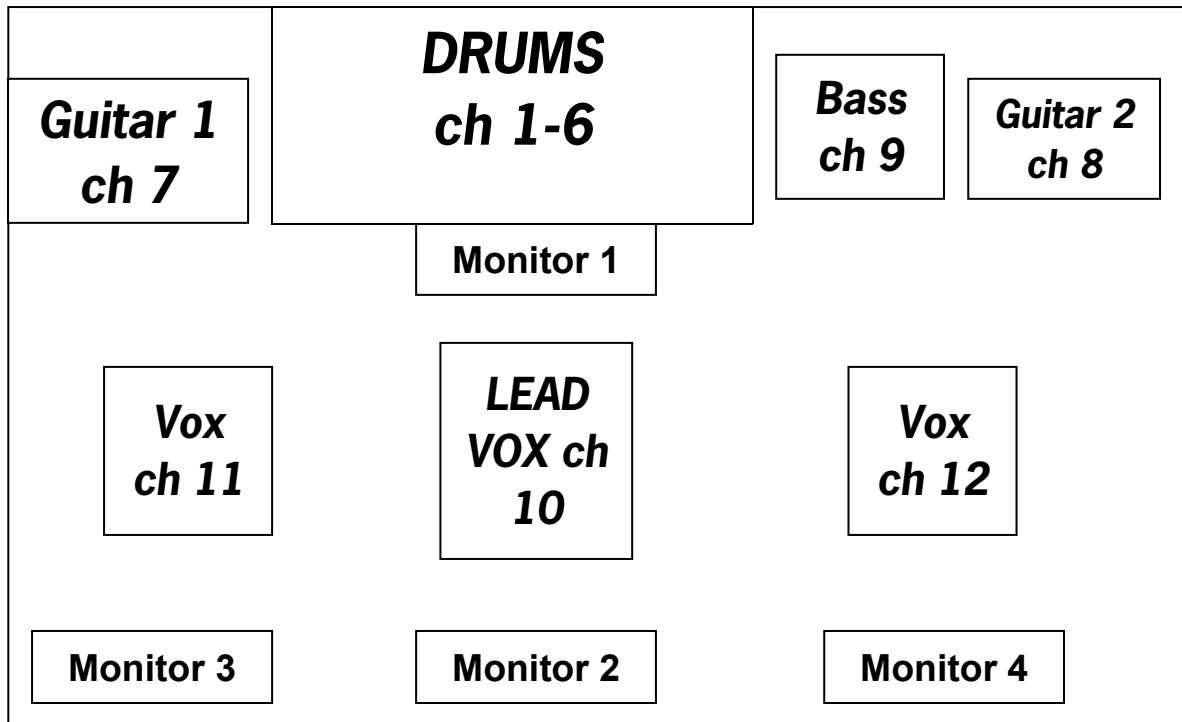 DRUMS
ch 1-6
Guitar 1
ch 7
Bass
ch 9
Guitar 2
ch 8
Monitor 1
Vox
ch 11
LEAD
VOX ch
10
Vox
ch 12
Monitor 3
Monitor 2
Monitor 4